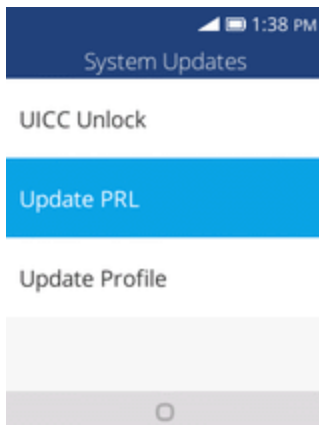 1:38 PM
System Updates
UICC Unlock
Update PRL
Update Profile